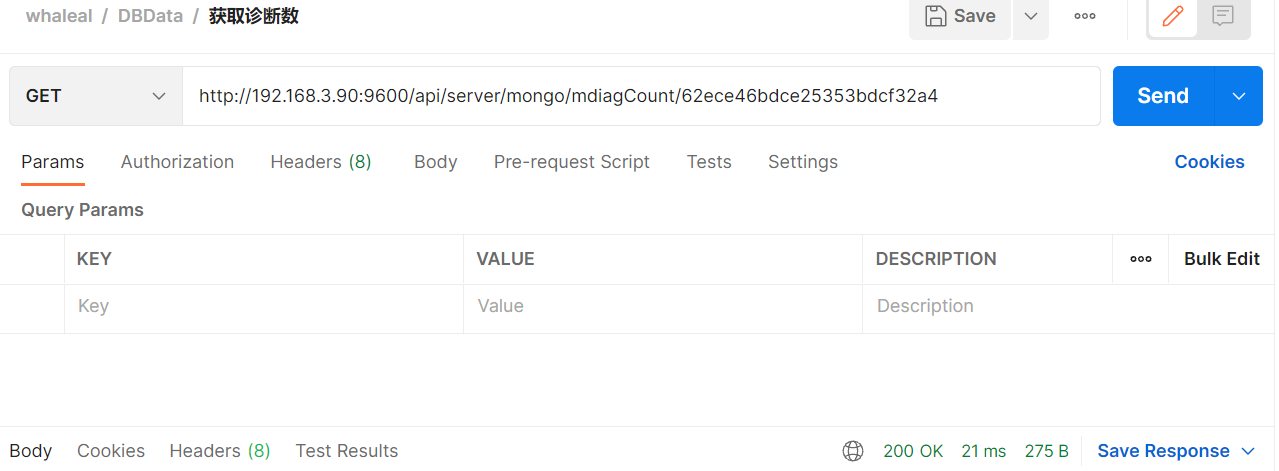 whaleal / DBData / 获取诊断数 Save
GET http://192.168.3.90:9600/api/server/mongo/mdiagCount/62ece46bdce25353bdcf32a4 Send
Params Authorization Headers (8) Body Pre-request Script Tests Settings Cookies
Query Params
KEY VALUE DESCRIPTION Bulk Edit
Key Value Description
Body Cookies Headers (8) Test Results 200 OK 21 ms 275 B Save Response